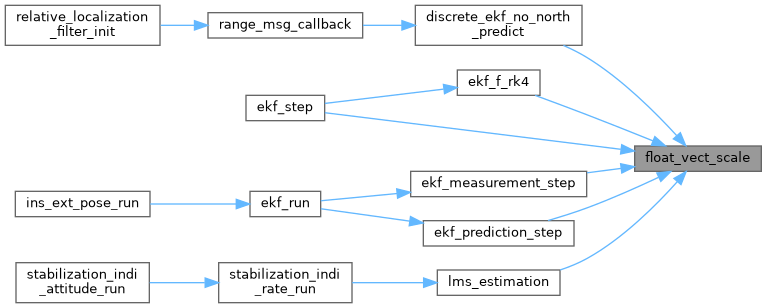 relative_localization
_filter_init
range_msg_callback
discrete_ekf_no_north
_predict
ekf_f_rk4
ekf_step
float_vect_scale
ekf_measurement_step
ins_ext_pose_run
ekf_run
ekf_prediction_step
stabilization_indi
_attitude_run
stabilization_indi
_rate_run
lms_estimation